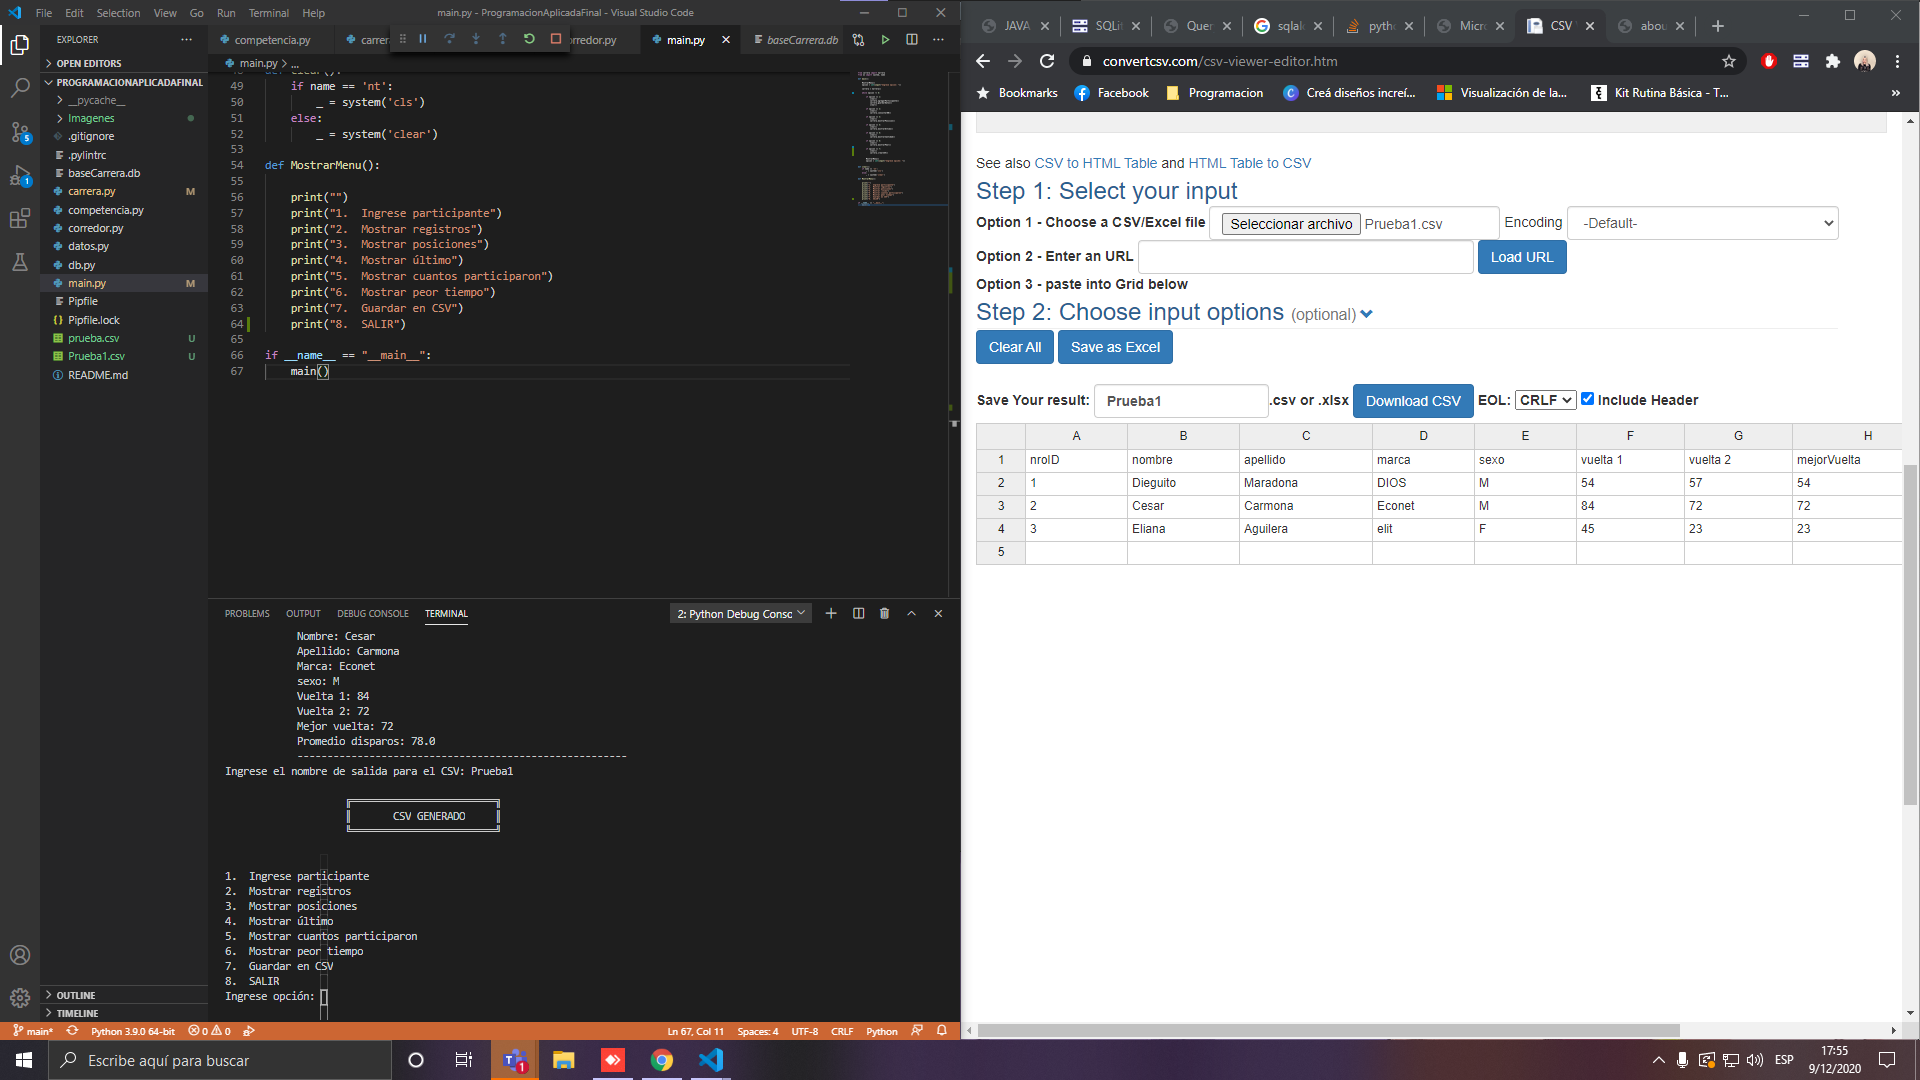 File Edit Selection View Go Run Terminal Help
main.py - ProgramacionAplicadaFinal - Visual Studio Code
EXPLORER
OPEN EDITORS
PROGRAMACIONAPLICADAFINAL
__pycache__
Imagenes
.gitignore
.pylintrc
baseCarrera.db
carrera.py M
competencia.py
corredor.py
datos.py
db.py
main.py M
Pipfile
Pipfile.lock
prueba.csv U
Prueba1.csv U
README.md
OUTLINE
TIMELINE
5
1
competencia.py
main.py
baseCarrera.db
main.py > ...
49 if name == 'nt':
50 _ = system('cls')
51 else:
52 _ = system('clear')
53
54 def MostrarMenu():
55
56 print("")
57 print("1.  Ingrese participante")
58 print("2.  Mostrar registros")
59 print("3.  Mostrar posiciones")
60 print("4.  Mostrar último")
61 print("5.  Mostrar cuantos participaron")
62 print("6.  Mostrar peor tiempo")
63 print("7.  Guardar en CSV")
64 print("8.  SALIR")
65
66 if __name__ == "__main__":
67 main()
PROBLEMS OUTPUT DEBUG CONSOLE TERMINAL
2: Python Debug Consc
Nombre: Cesar
Apellido: Carmona
Marca: Econet
sexo: M
Vuelta 1: 84
Vuelta 2: 72
Mejor vuelta: 72
Promedio disparos: 78.0
-------------------------------------------------------
Ingrese el nombre de salida para el CSV: Prueba1
CSV GENERADO
1.  Ingrese participante
2.  Mostrar registros
3.  Mostrar posiciones
4.  Mostrar último
5.  Mostrar cuantos participaron
6.  Mostrar peor tiempo
7.  Guardar en CSV
8.  SALIR
Ingrese opción:
main* Python 3.9.0 64-bit 0 0
Ln 67, Col 11 Spaces: 4 UTF-8 CRLF Python
JAVA SQLit Quer sqlak pytho Micro CSV abou
convertcsv.com/csv-viewer-editor.htm
Bookmarks Facebook Programacion Creá diseños increí... Visualización de la... Kit Rutina Básica - T... »
See also CSV to HTML Table and HTML Table to CSV
Step 1: Select your input
Option 1 - Choose a CSV/Excel file Seleccionar archivo Prueba1.csv Encoding -Default-
Option 2 - Enter an URL Load URL
Option 3 - paste into Grid below
Step 2: Choose input options (optional)
Clear All Save as Excel
Save Your result: Prueba1 .csv or .xlsx Download CSV EOL: CRLF Include Header
A B C D E F G H
1 nroID nombre apellido marca sexo vuelta 1 vuelta 2 mejorVuelta
2 1 Dieguito Maradona DIOS M 54 57 54
3 2 Cesar Carmona Econet M 84 72 72
4 3 Eliana Aguilera elit F 45 23 23
5
Escribe aquí para buscar
1
ESP
17:55
9/12/2020